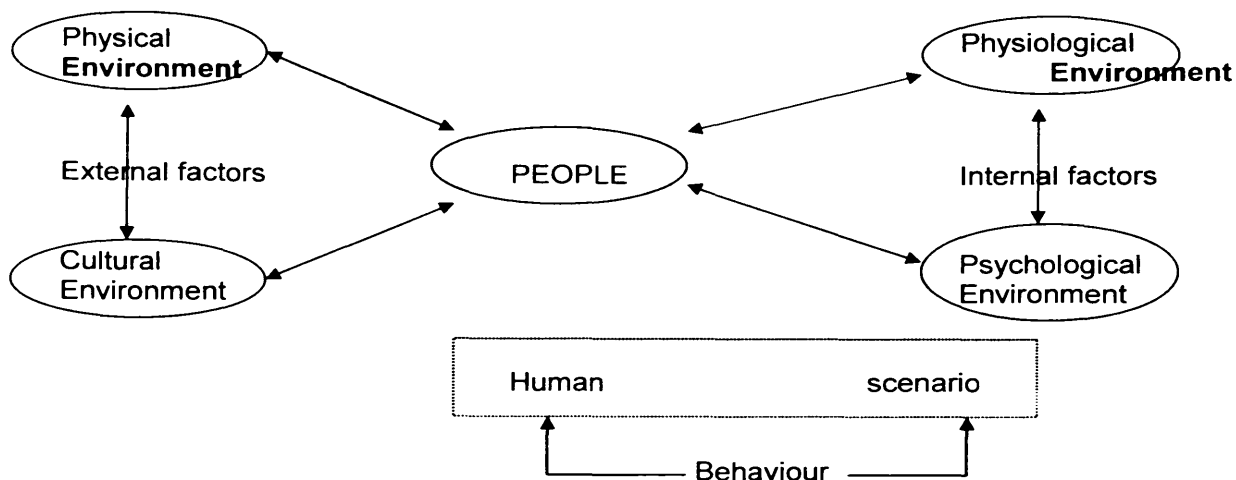 Physical
Environment
External factors
Cultural
Environment
PEOPLE
Physiological
Environment
Internal factors
Psychological
Environment
Human scenario
Behaviour